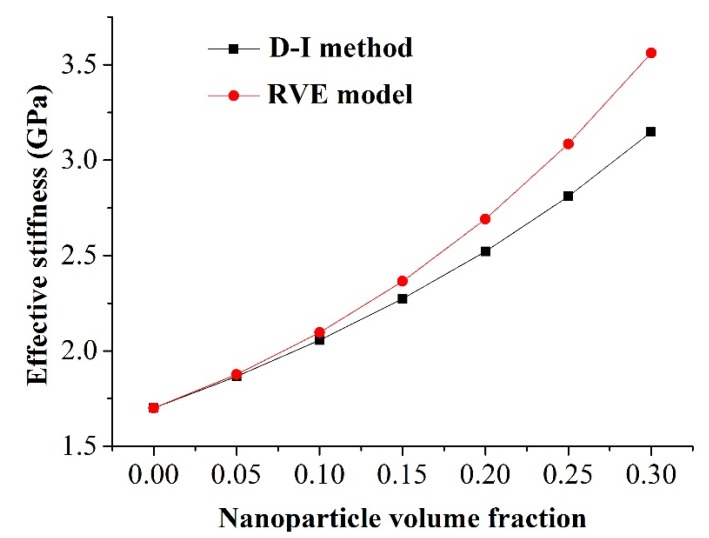 D-I method
RVE model
Effective stiffness (GPa)
3.5
3.0
2.5
2.0
1.5
0.00 0.05 0.10 0.15 0.20 0.25 0.30
Nanoparticle volume fraction